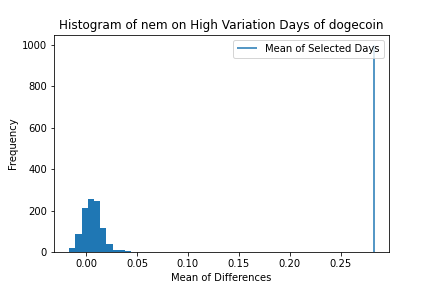 Histogram of nem on High Variation Days of dogecoin
Mean of Selected Days
1000
800
600
400
200
0
Frequency
0.00 0.05 0.10 0.15 0.20 0.25
Mean of Differences